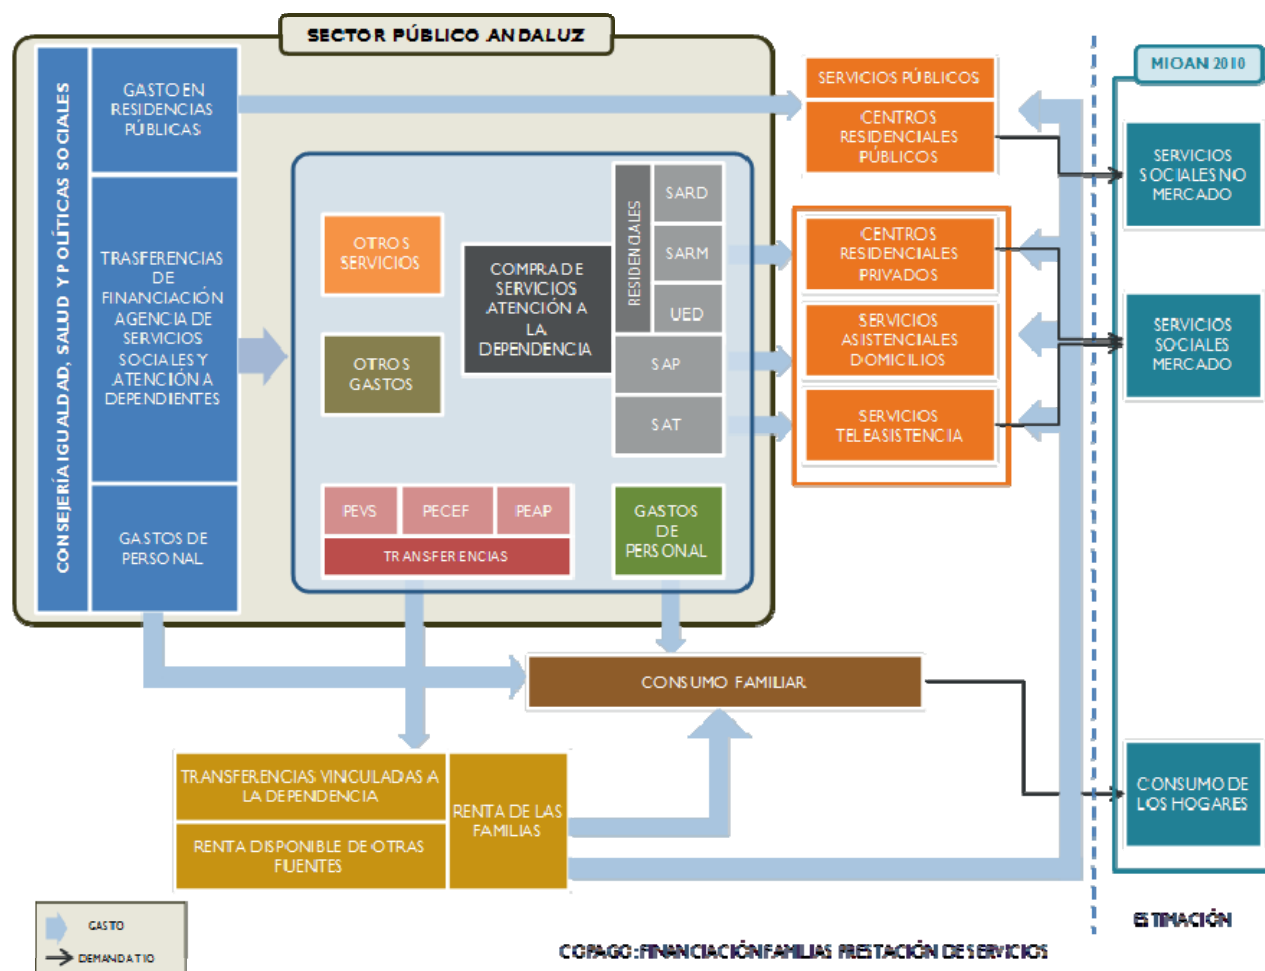 SECTOR PÚBLICO ANDALUZ
CONSEJERÍA IGUALDAD, SALUD Y POLÍTICAS SOCIALES
GASTO EN
RESIDENCIAS
PÚBLICAS
TRASFERENCIAS
DE
FINANCIACIÓN
AGENCIA DE
SERVICIOS
SOCIALES Y
ATENCIÓN A
DEPENDIENTES
GASTOS DE
PERSONAL
OTROS
SERVICIOS
OTROS
GASTOS
COMPRA DE
SERVICIOS
ATENCIÓN A
LA
DEPENDENCIA
RESIDENCIALES
SARD
SARM
UED
SAP
SAT
PEVS
PECEF
PEAP
TRANSFERENCIAS
GASTOS
DE
PERSONAL
SERVICIOS PÚBLICOS
CENTROS
RESIDENCIALES
PÚBLICOS
CENTROS
RESIDENCIALES
PRIVADOS
SERVICIOS
ASISTENCIALES
DOMICILIOS
SERVICIOS
TELEASISTENCIA
MIOAN 2010
SERVICIOS
SOCIALES NO
MERCADO
SERVICIOS
SOCIALES
MERCADO
CONSUMO DE
LOS HOGARES
CONSUMO FAMILIAR
TRANSFERENCIAS VINCULADAS A
LA DEPENDENCIA
RENTA DISPONIBLE DE OTRAS
FUENTES
RENTA DE LAS
FAMILIAS
GASTO
DEMANDATIO
COPAGO: FINANCIACIÓN FAMILIAS PRESTACIÓN DE SERVICIOS
ESTIMACIÓN